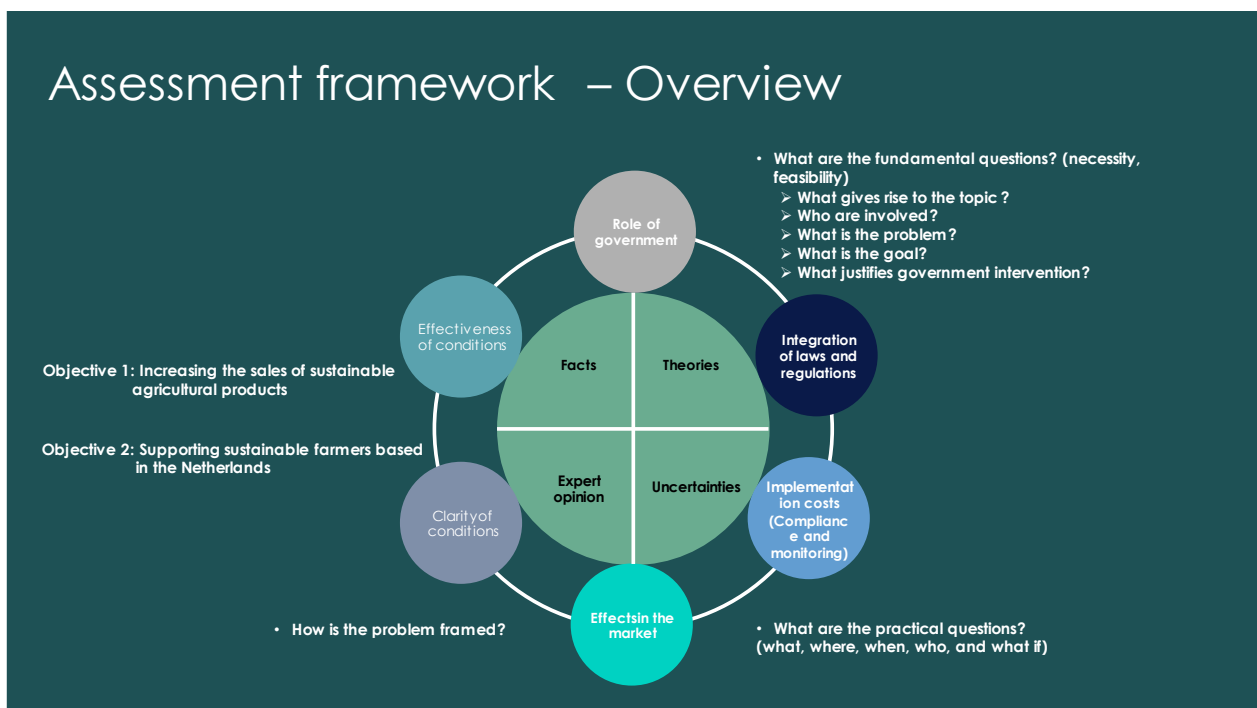 Assessment framework – Overview
• What are the fundamental questions? (necessity,
feasibility)
➢ What gives rise to the topic ?
➢ Who are involved?
➢ What is the problem?
➢ What is the goal?
➢ What justifies government intervention?
Role of
government
Effectiveness
of conditions
Integration
of laws and
regulations
Facts
Theories
Objective 1: Increasing the sales of sustainable
agricultural products
Objective 2: Supporting sustainable farmers based
in the Netherlands
Expert
opinion
Uncertainties
Implementat
ion costs
(Complianc
e and
monitoring)
Clarityof
conditions
Effectsin the
market
• How is the problem framed?
• What are the practical questions?
(what, where, when, who, and what if)